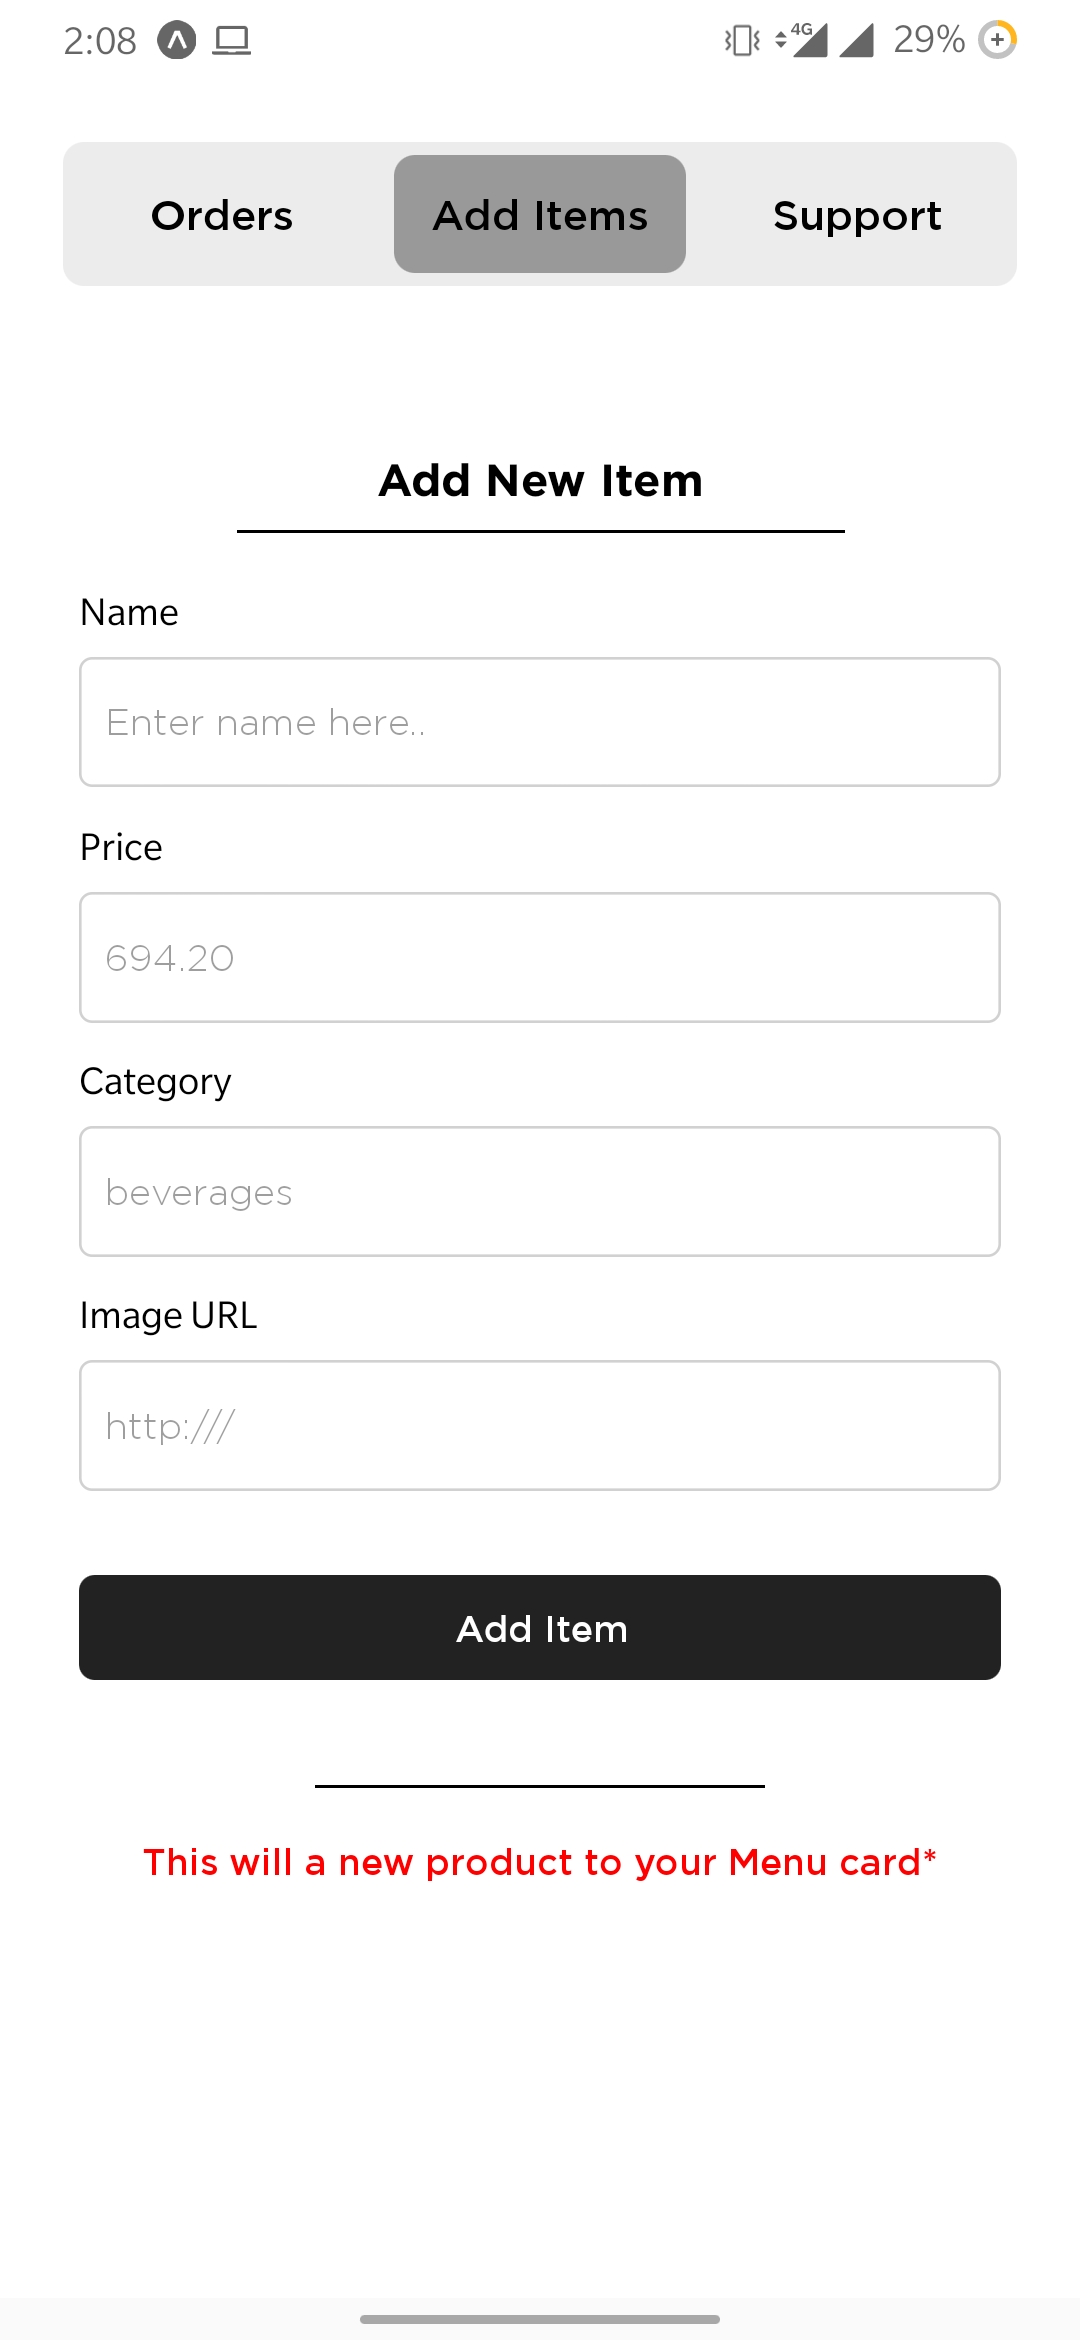 2:08 4G 29%
Orders Add Items Support
Add New Item
Name
Enter name here..
Price
694.20
Category
beverages
Image URL
http:///
Add Item
This will a new product to your Menu card*